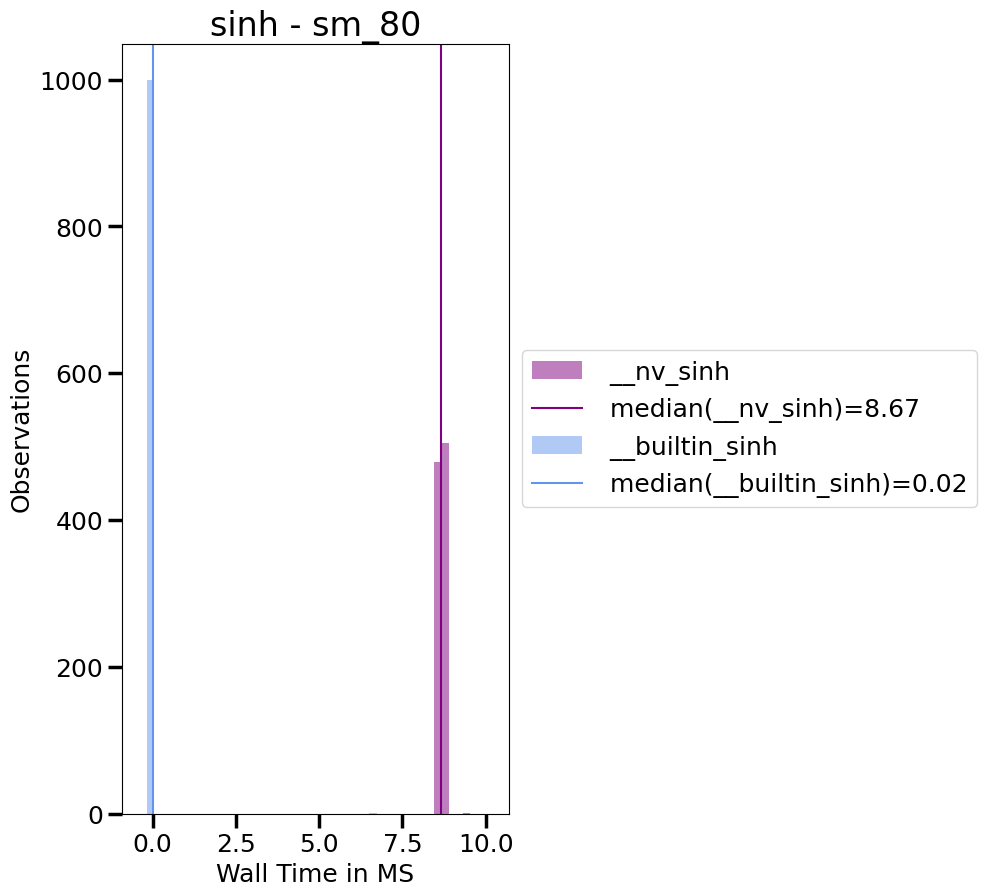 sinh - sm_80
1000
800
600
400
200
0
Observations
0.0 2.5 5.0 7.5 10.0
Wall Time in MS
__nv_sinh
median(__nv_sinh)=8.67
__builtin_sinh
median(__builtin_sinh)=0.02